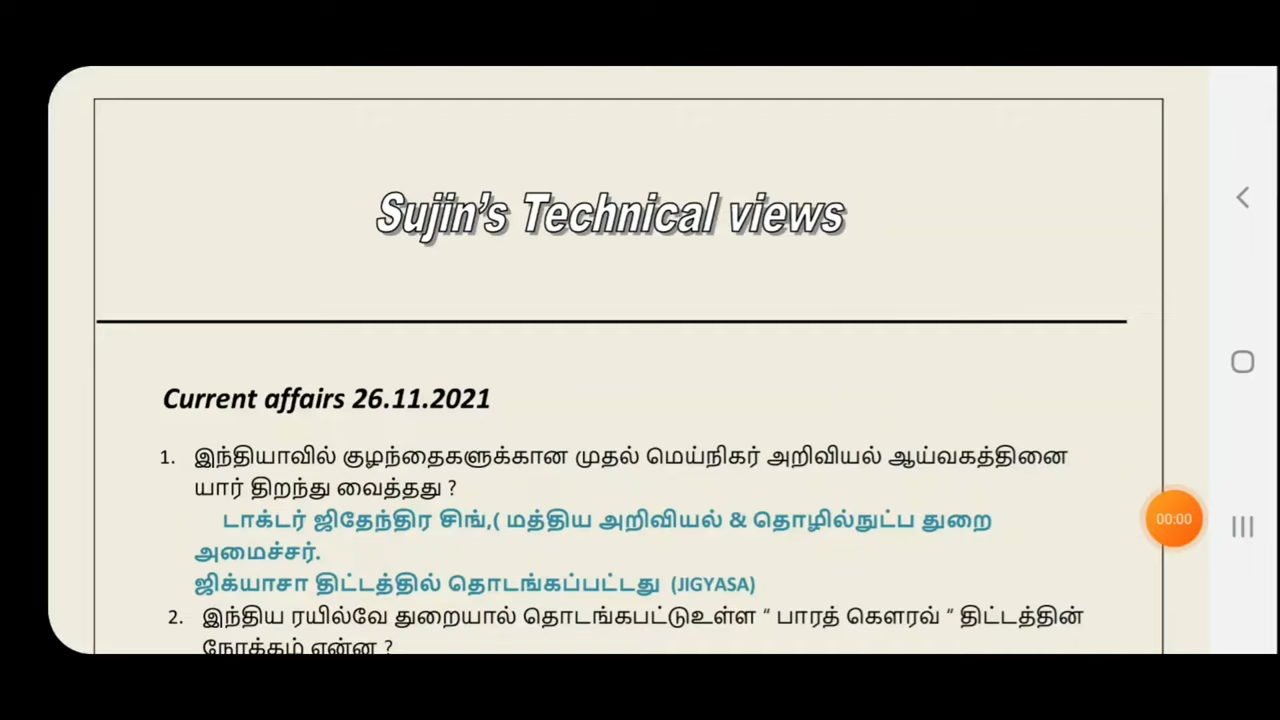 Sujin's Technical views
Current affairs 26.11.2021
1. இந்தியாவில் குழந்தைகளுக்கான முதல் மெய்நிகர் அறிவியல் ஆய்வகத்தினை
யார் திறந்து வைத்தது ?
டாக்டர் ஜிதேந்திர சிங்,( மத்திய அறிவியல் & தொழில்நுட்ப துறை
அமைச்சர்.
ஜிக்யாசா திட்டத்தில் தொடங்கப்பட்டது (JIGYASA)
00:00
2. இந்திய ரயில்வே துறையால் தொடங்கபட்டுஉள்ள “ பாரத் கௌரவ் “ திட்டத்தின்
நோக்கம் என்ன ?